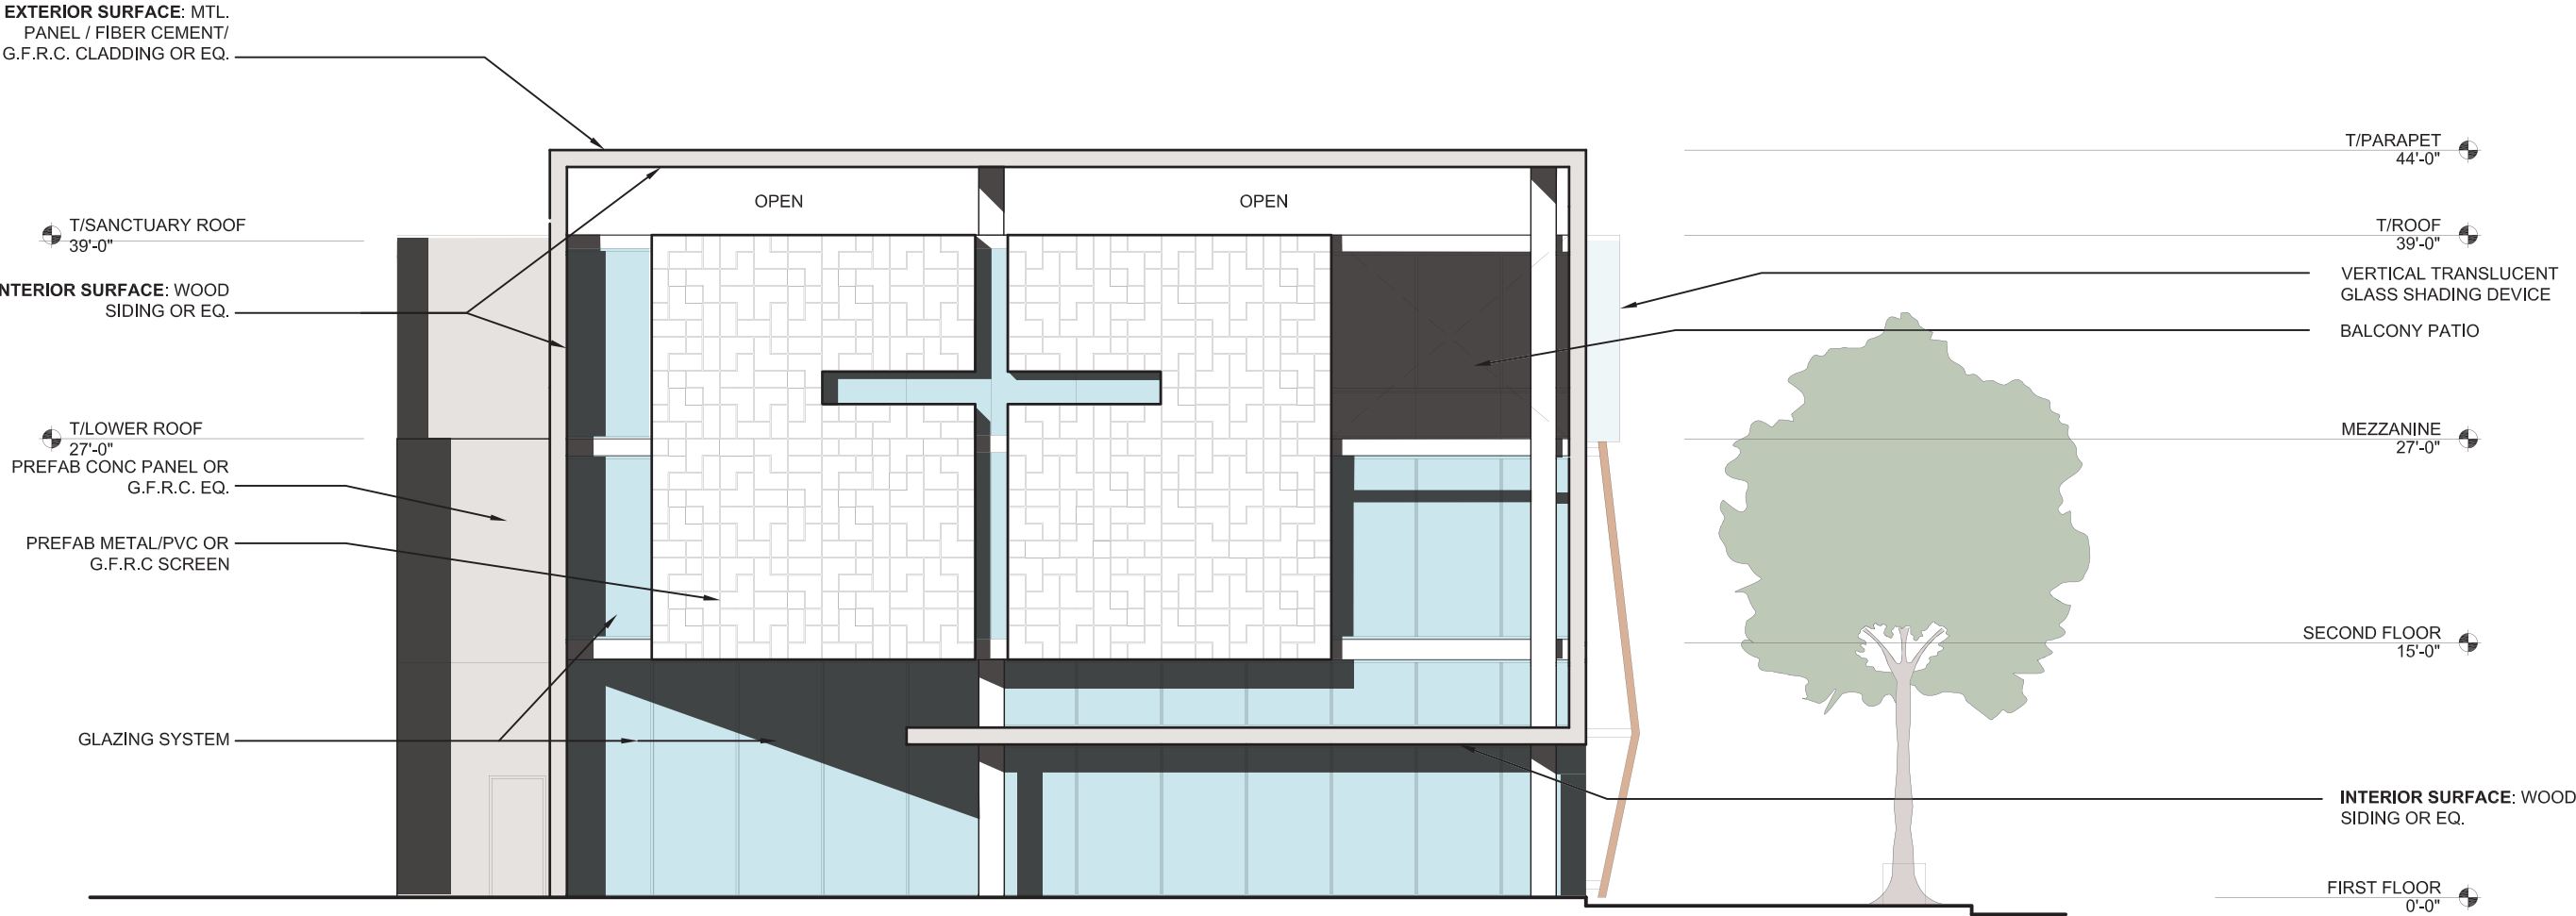 EXTERIOR SURFACE: MTL.
PANEL / FIBER CEMENT/
G.F.R.C. CLADDING OR EQ.
T/SANCTUARY ROOF
39'-0"
NTERIOR SURFACE: WOOD
SIDING OR EQ.
T/LOWER ROOF
27'-0"
PREFAB CONC PANEL OR
G.F.R.C. EQ.
PREFAB METAL/PVC OR
G.F.R.C SCREEN
GLAZING SYSTEM
OPEN
OPEN
T/PARAPET
44'-0"
T/ROOF
39'-0"
VERTICAL TRANSLUCENT
GLASS SHADING DEVICE
BALCONY PATIO
MEZZANINE
27'-0"
SECOND FLOOR
15'-0"
INTERIOR SURFACE: WOOD
SIDING OR EQ.
FIRST FLOOR
0'-0"